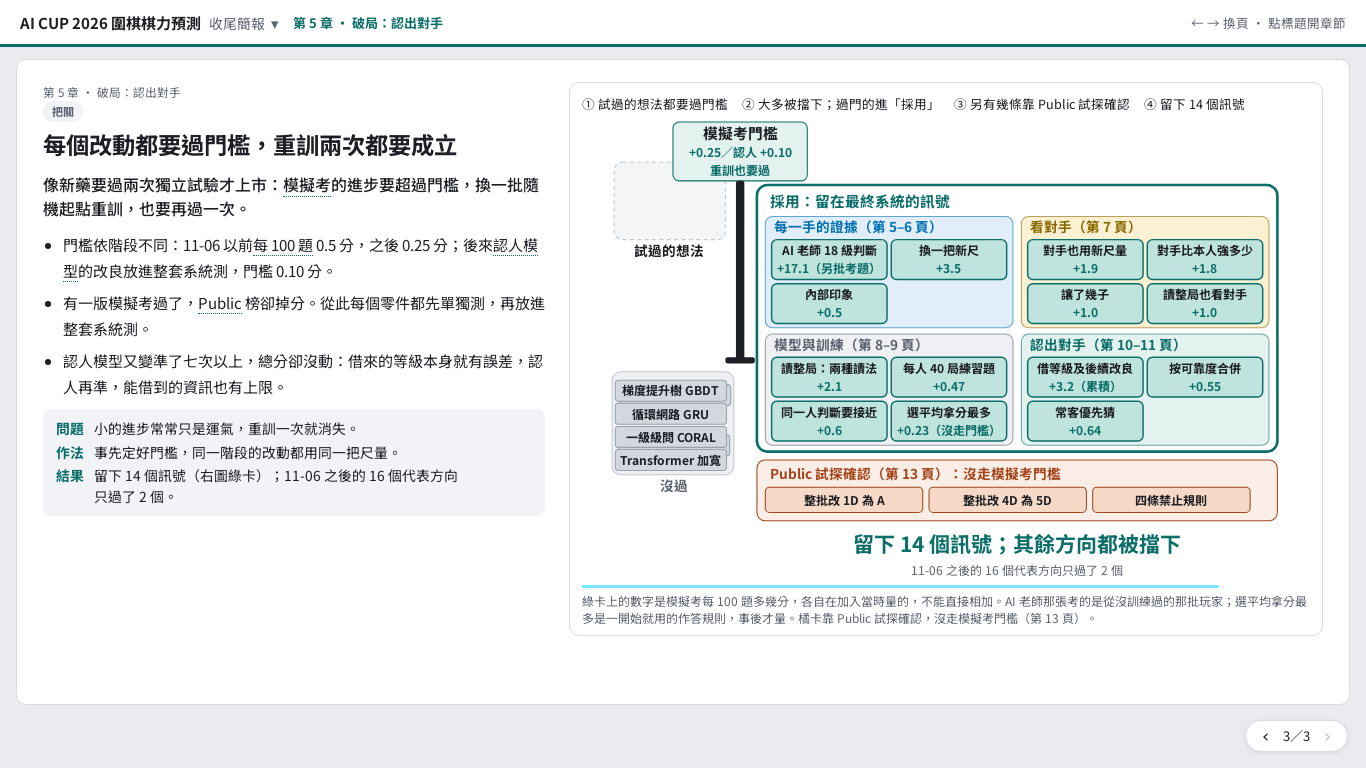 AI CUP 2026 圍棋棋力預測 收尾簡報 ▼ 第 5 章 · 破局：認出對手
← → 換頁 · 點標題開章節
第 5 章 · 破局：認出對手
把關
每個改動都要過門檻，重訓兩次都要成立
像新藥要過兩次獨立試驗才上市：模擬考的進步要超過門檻，換一批隨
機起點重訓，也要再過一次。
• 門檻依階段不同：11-06 以前每 100 題 0.5 分，之後 0.25 分；後來認人模
型的改良放進整套系統測，門檻 0.10 分。
• 有一版模擬考過了，Public 榜卻掉分。從此每個零件都先單獨測，再放進
整套系統測。
• 認人模型又變準了七次以上，總分卻沒動：借來的等級本身就有誤差，認
人再準，能借到的資訊也有上限。
問題 小的進步常常只是運氣，重訓一次就消失。
作法 事先定好門檻，同一階段的改動都用同一把尺量。
結果 留下 14 個訊號（右圖綠卡）；11-06 之後的 16 個代表方向
只過了 2 個。
① 試過的想法都要過門檻 ② 大多被擋下；過門的進「採用」 ③ 另有幾條靠 Public 試探確認 ④ 留下 14 個訊號
模擬考門檻
+0.25／認人 +0.10
重訓也要過
試過的想法
採用：留在最終系統的訊號
每一手的證據（第 5–6 頁）
AI 老師 18 級判斷
+17.1（另批考題）
換一把新尺
+3.5
內部印象
+0.5
看對手（第 7 頁）
對手也用新尺量
+1.9
對手比本人強多少
+1.8
讓了幾子
+1.0
請整局也看對手
+1.0
模型與訓練（第 8–9 頁）
請整局：兩種讀法
+2.1
每人 40 局練習題
+0.47
同一人判斷要接近
+0.6
選平均拿分最多
+0.23（沒走門檻）
認出對手（第 10–11 頁）
借等級及後續改良
+3.2（累積）
按可靠度合併
+0.55
常客優先猜
+0.64
梯度提升樹 GBDT
循環網路 GRU
一級級問 CORAL
Transformer 加寬
沒過
Public 試探確認（第 13 頁）：沒走模擬考門檻
整批改 1D 為 A
整批改 4D 為 5D
四條禁止規則
留下 14 個訊號；其餘方向都被擋下
11-06 之後的 16 個代表方向只過了 2 個
綠卡上的數字是模擬考每 100 題多幾分，各自在加入當時量的，不能直接相加。AI 老師那張考的是從沒訓練過的那批玩家；選平均拿分最
多是一開始就用的作答規則，事後才量。橘卡靠 Public 試探確認，沒走模擬考門檻（第 13 頁）。
‹ 3／3 ›